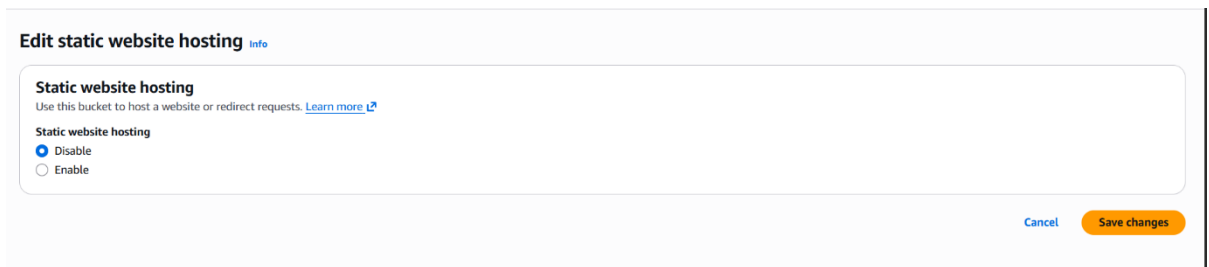 Edit static website hosting Info
Static website hosting
Use this bucket to host a website or redirect requests. Learn more
Static website hosting
Disable
Enable
Cancel Save changes